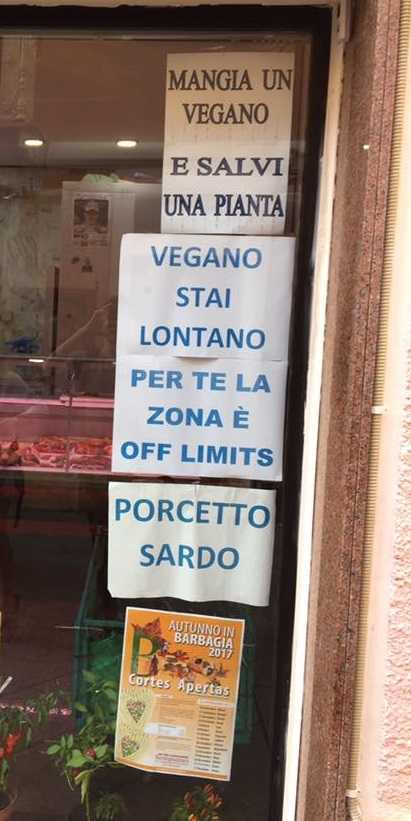 MANGIA UN
VEGANO
E SALVI
UNA PIANTA
VEGANO
STAI
LONTANO
PER TE LA
ZONA È
OFF LIMITS
PORCETTO
SARDO
AUTUNNO IN
BARBAGIA
2017
Cortes Apertas